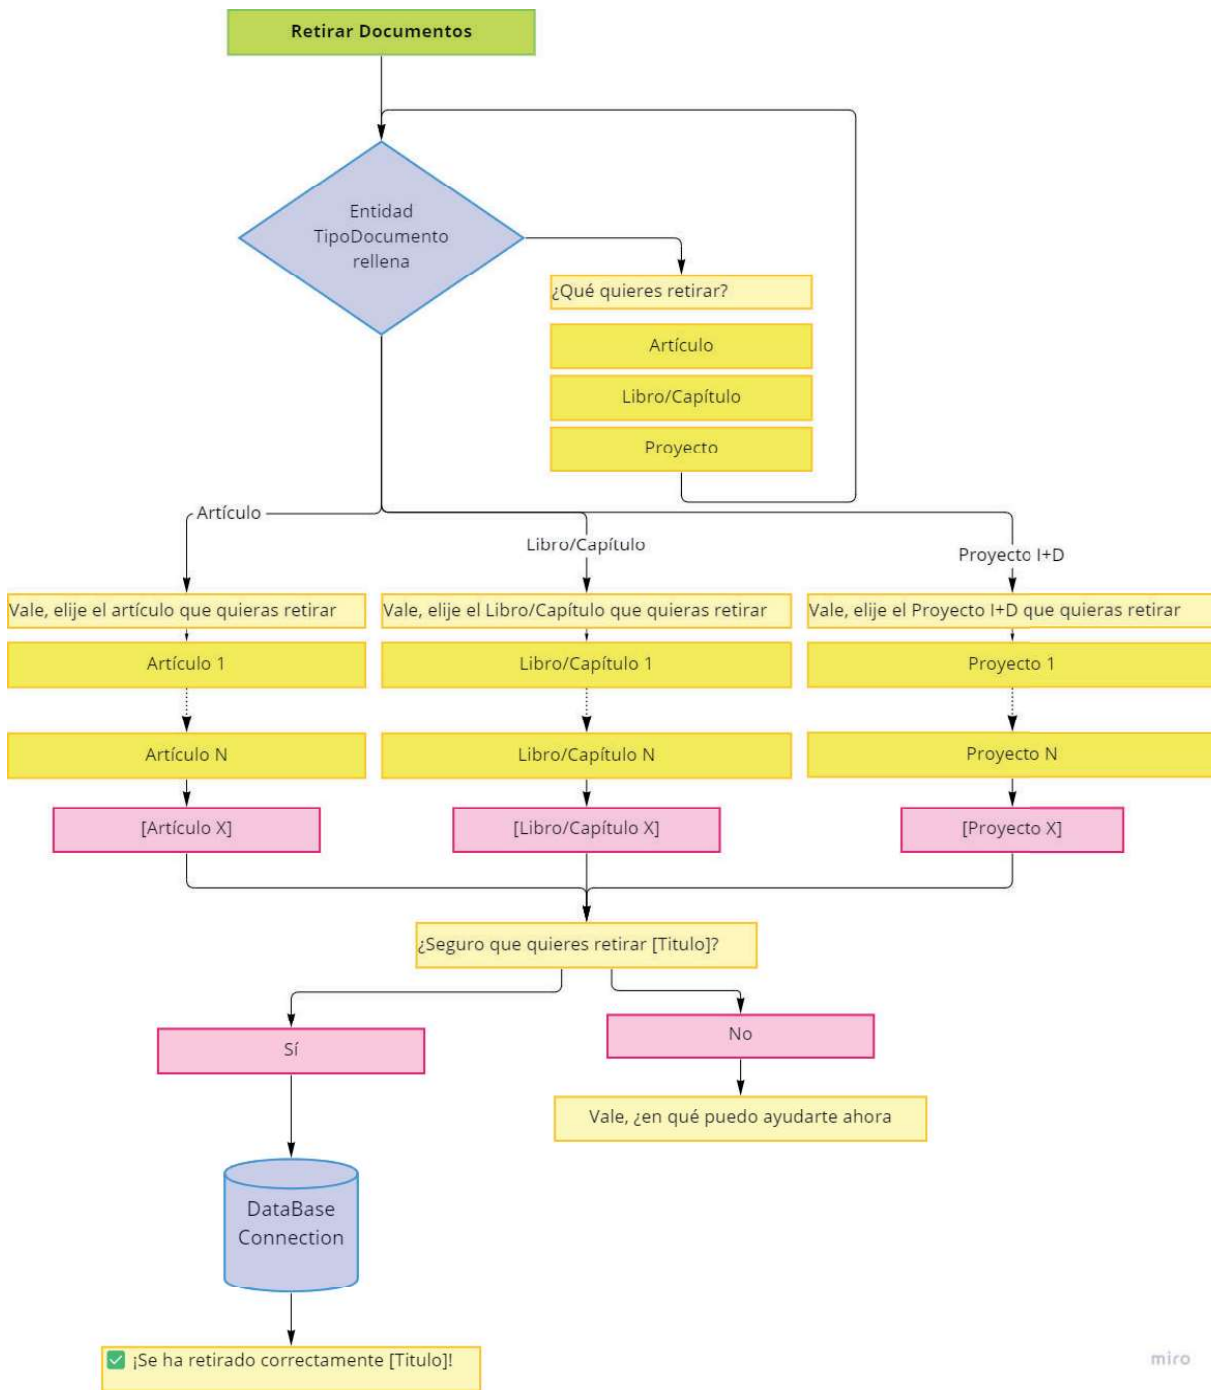 Retirar Documentos
Entidad
TipoDocumento
rellena
¿Qué quieres retirar?
Artículo
Libro/Capítulo
Proyecto
Artículo
Libro/Capítulo
Proyecto I+D
Vale, elije el artículo que quieras retirar
Vale, elije el Libro/Capítulo que quieras retirar
Vale, elije el Proyecto I+D que quieras retirar
Artículo 1
Libro/Capítulo 1
Proyecto 1
Artículo N
Libro/Capítulo N
Proyecto N
[Artículo X]
[Libro/Capítulo X]
[Proyecto X]
¿Seguro que quieres retirar [Titulo]?
Sí
No
Vale, ¿en qué puedo ayudarte ahora
DataBase
Connection
✅ ¡Se ha retirado correctamente [Titulo]!
miro